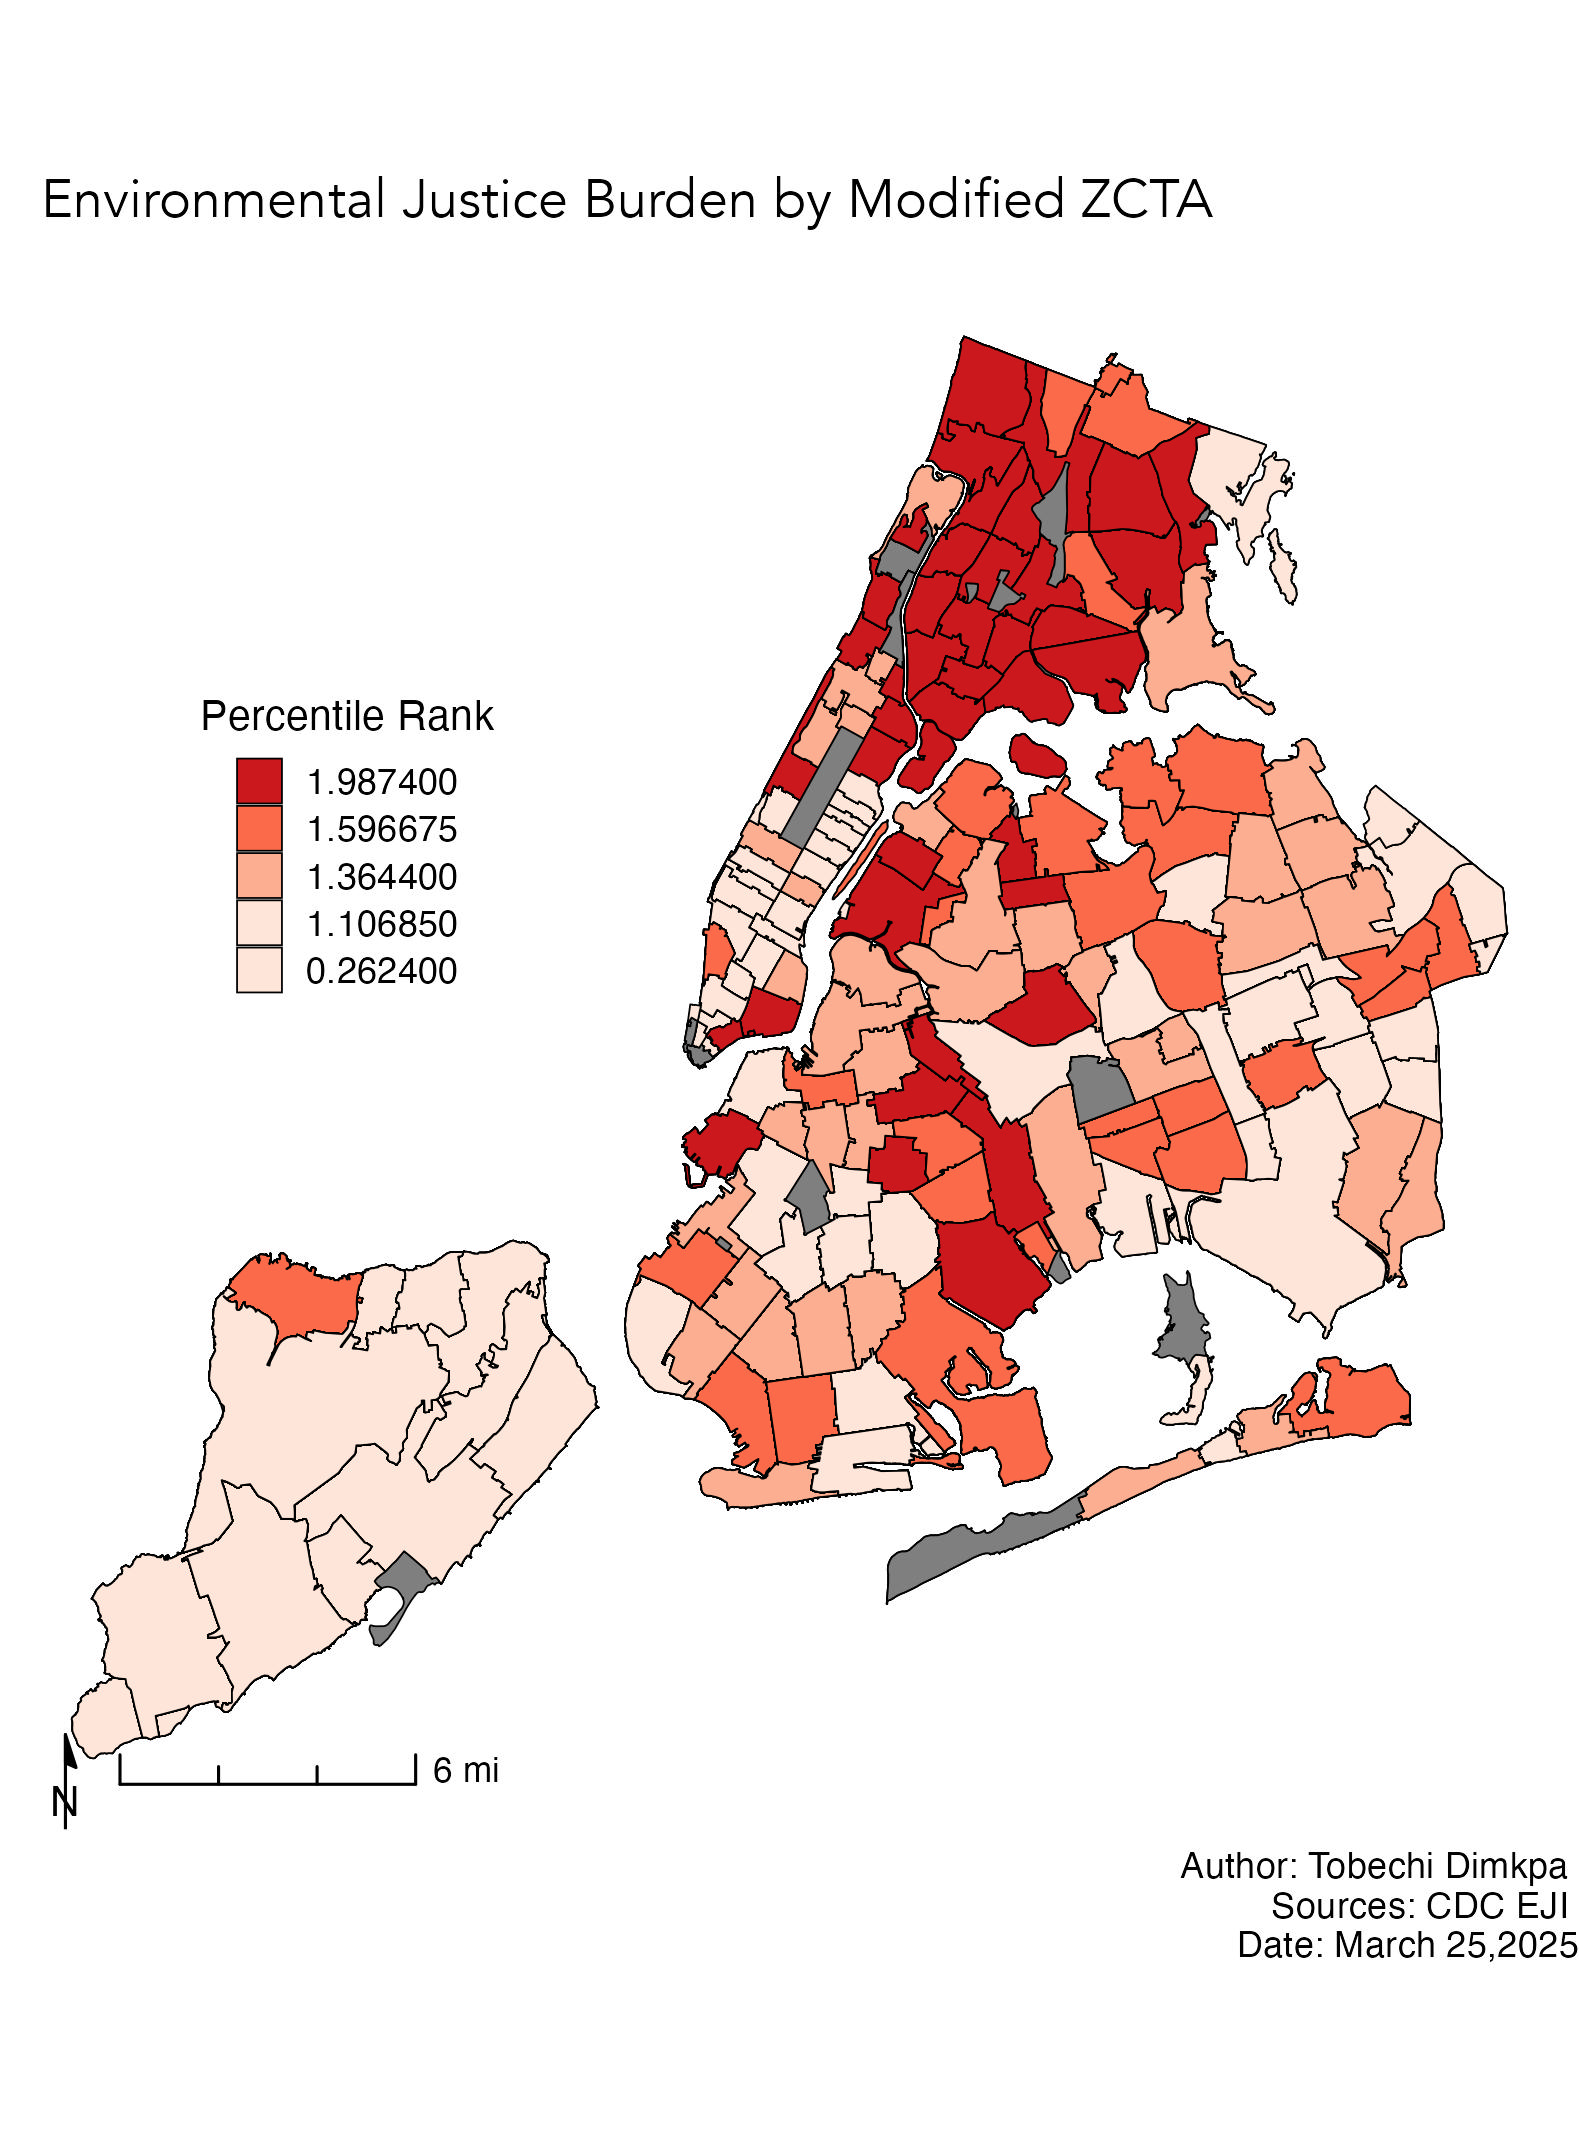 Environmental Justice Burden by Modified ZCTA
Percentile Rank
1.987400
1.596675
1.364400
1.106850
0.262400
6 mi
N
Author: Tobechi Dimkpa
Sources: CDC EJI
Date: March 25,2025